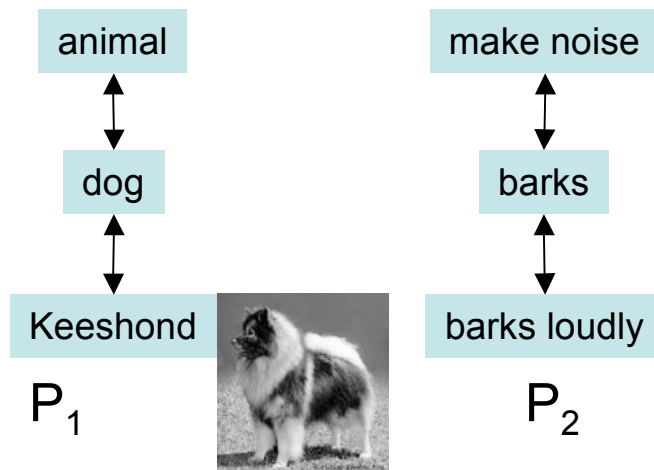 animal
make noise
dog
barks
Keeshond
barks loudly
P₁
P₂